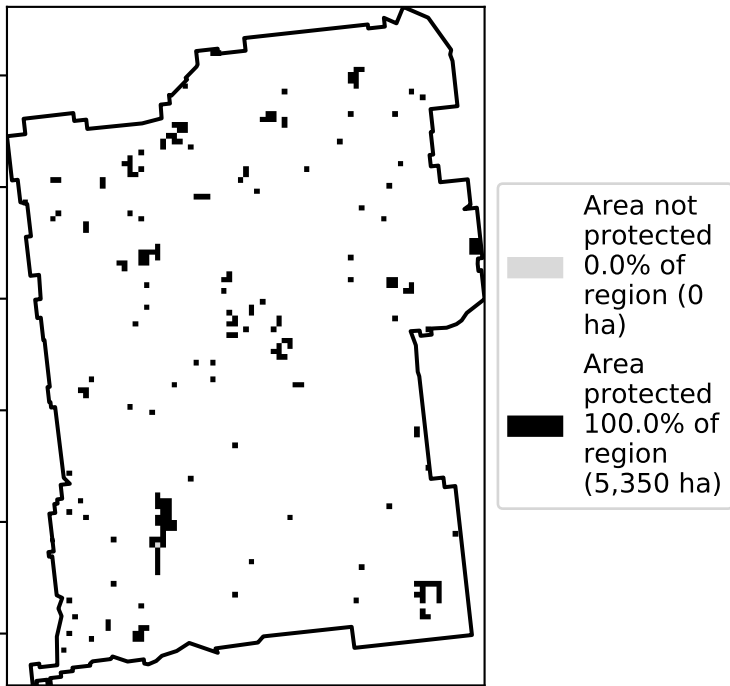 Area not
protected
0.0% of
region (0
ha)
Area
protected
100.0% of
region
(5,350 ha)